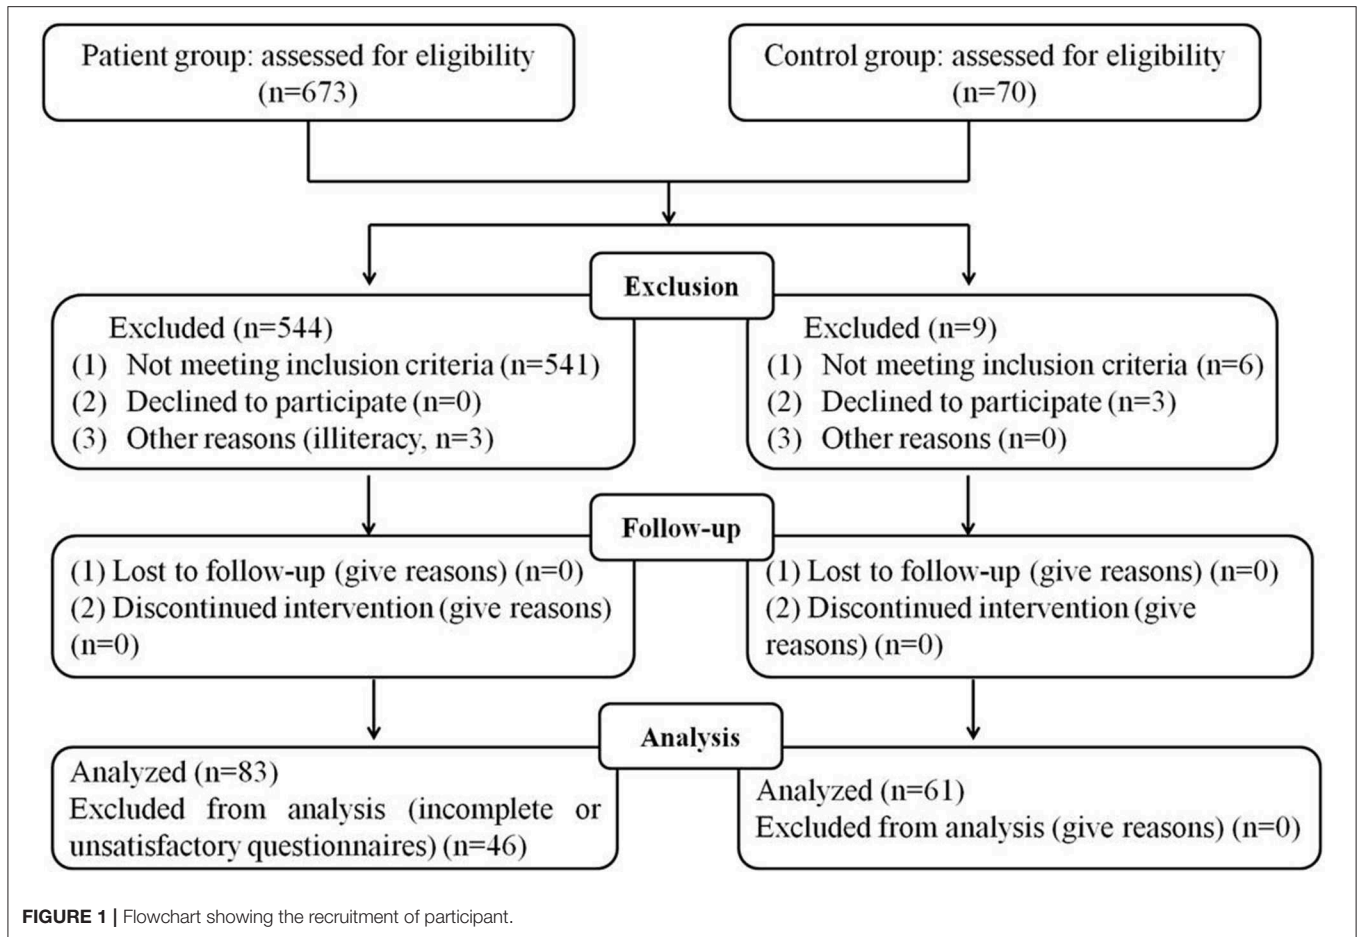 Patient group: assessed for eligibility
(n=673)
Control group: assessed for eligibility
(n=70)
Exclusion
Excluded (n=544)
(1) Not meeting inclusion criteria (n=541)
(2) Declined to participate (n=0)
(3) Other reasons (illiteracy, n=3)
Excluded (n=9)
(1) Not meeting inclusion criteria (n=6)
(2) Declined to participate (n=3)
(3) Other reasons (n=0)
Follow-up
(1) Lost to follow-up (give reasons) (n=0)
(2) Discontinued intervention (give reasons)
(n=0)
(1) Lost to follow-up (give reasons) (n=0)
(2) Discontinued intervention (give
reasons) (n=0)
Analysis
Analyzed (n=83)
Excluded from analysis (incomplete or
unsatisfactory questionnaires) (n=46)
Analyzed (n=61)
Excluded from analysis (give reasons) (n=0)
FIGURE 1 | Flowchart showing the recruitment of participant.